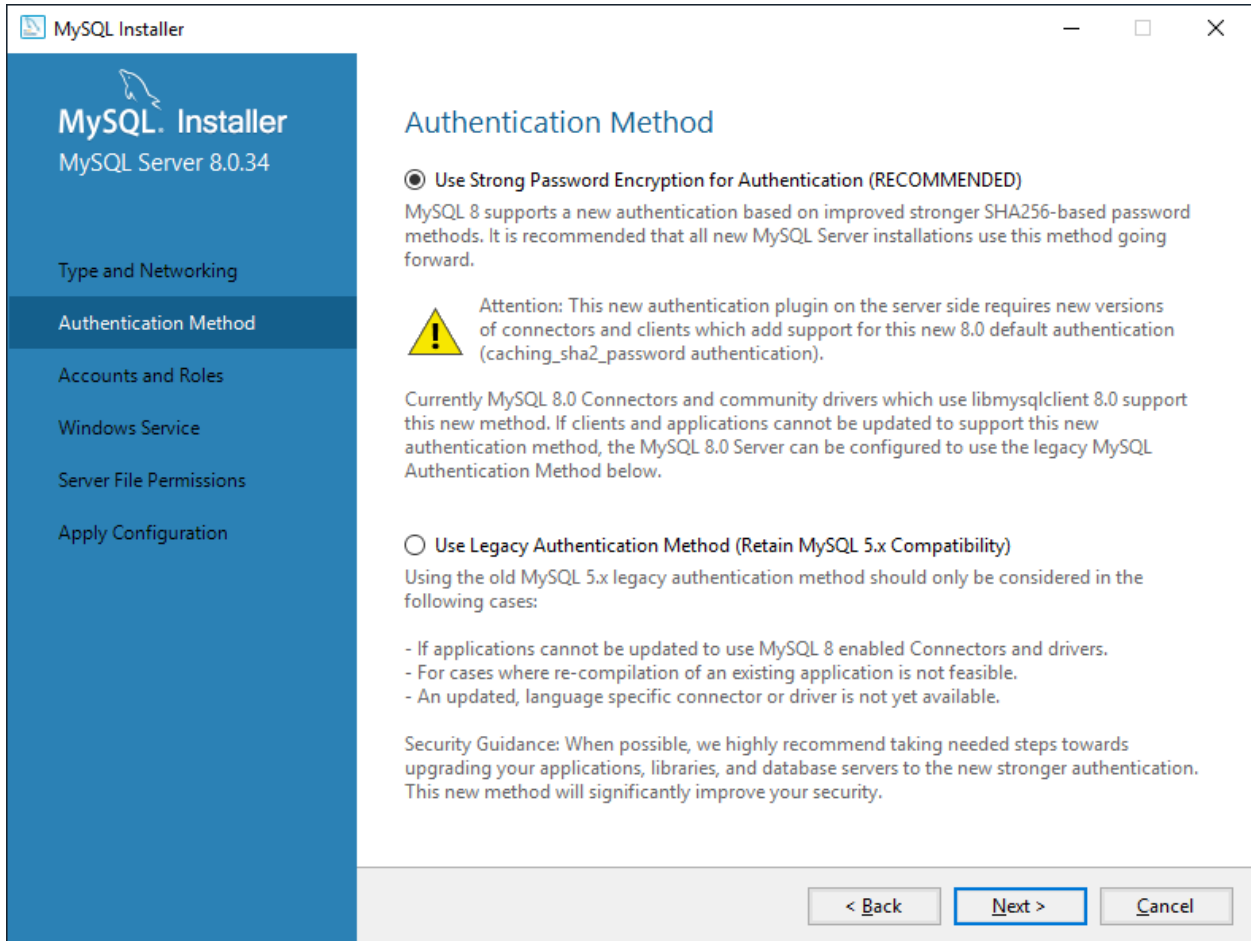 MySQL Installer
MySQL. Installer
MySQL Server 8.0.34
Type and Networking
Authentication Method
Accounts and Roles
Windows Service
Server File Permissions
Apply Configuration
Authentication Method
Use Strong Password Encryption for Authentication (RECOMMENDED)
MySQL 8 supports a new authentication based on improved stronger SHA256-based password
methods. It is recommended that all new MySQL Server installations use this method going
forward.
Attention: This new authentication plugin on the server side requires new versions
of connectors and clients which add support for this new 8.0 default authentication
(caching_sha2_password authentication).
Currently MySQL 8.0 Connectors and community drivers which use libmysqlclient 8.0 support
this new method. If clients and applications cannot be updated to support this new
authentication method, the MySQL 8.0 Server can be configured to use the legacy MySQL
Authentication Method below.
Use Legacy Authentication Method (Retain MySQL 5.x Compatibility)
Using the old MySQL 5.x legacy authentication method should only be considered in the
following cases:
- If applications cannot be updated to use MySQL 8 enabled Connectors and drivers.
- For cases where re-compilation of an existing application is not feasible.
- An updated, language specific connector or driver is not yet available.
Security Guidance: When possible, we highly recommend taking needed steps towards
upgrading your applications, libraries, and database servers to the new stronger authentication.
This new method will significantly improve your security.
< Back
Next >
Cancel